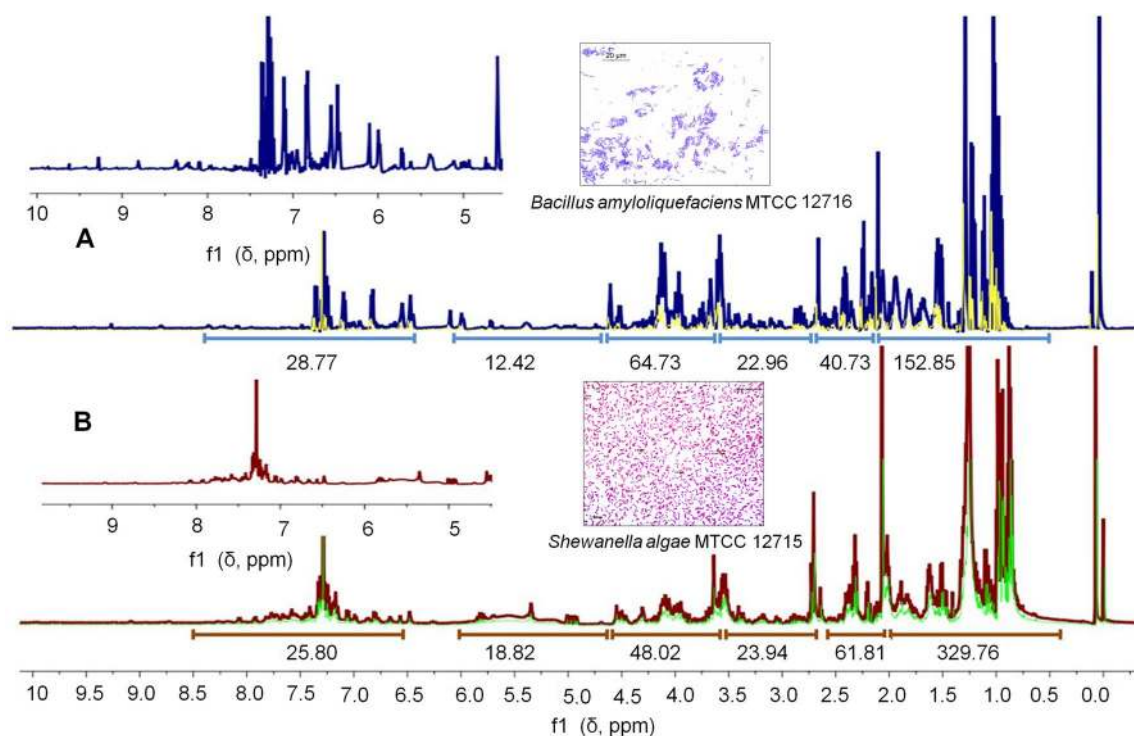 20 μm
Bacillus amyloliquefaciens MTCC 12716
10 9 8 7 6 5
A
f1 (δ, ppm)
28.77 12.42 64.73 22.96 40.73 152.85
B
9 8 7 6 5
f1 (δ, ppm)
Shewanella algae MTCC 12715
25.80 18.82 48.02 23.94 61.81 329.76
10 9.5 9.0 8.5 8.0 7.5 7.0 6.5 6.0 5.5 5.0 4.5 4.0 3.5 3.0 2.5 2.0 1.5 1.0 0.5 0.0
f1 (δ, ppm)